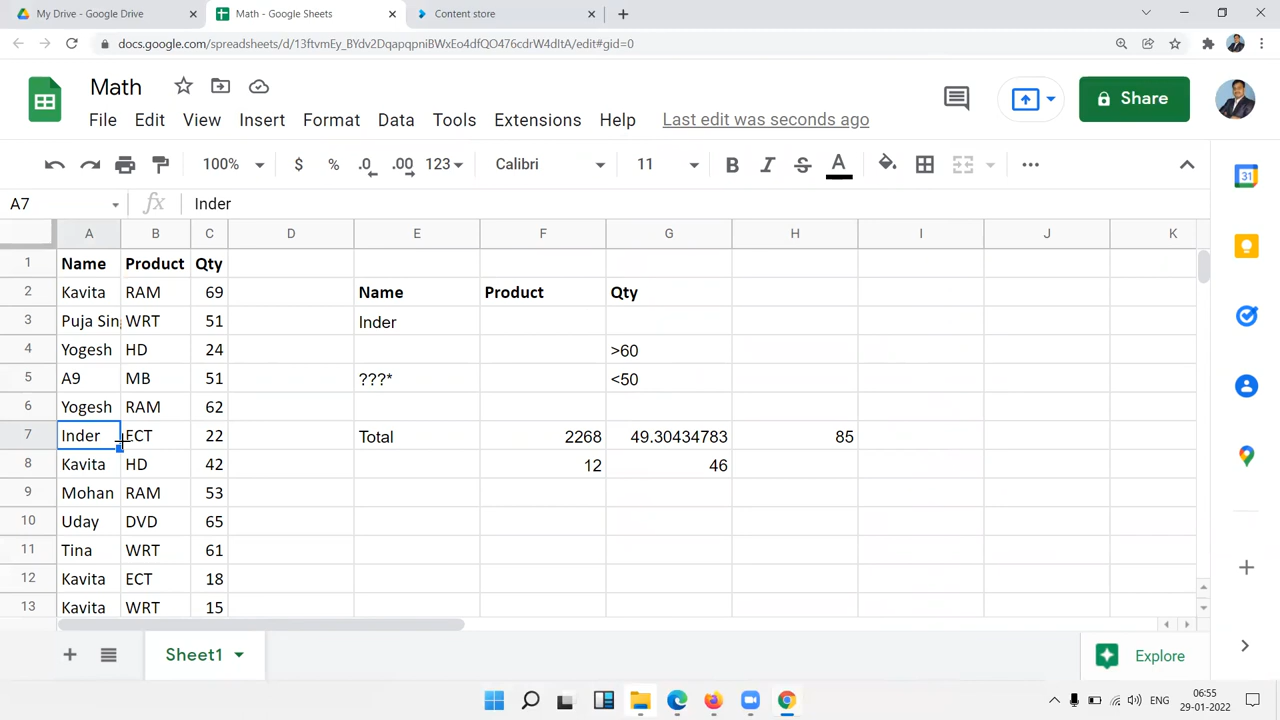 My Drive - Google Drive
Math - Google Sheets
Content store
docs.google.com/spreadsheets/d/13ftvmEy_BYdv2DqapqpniBWxEo4dfQO476cdrW4dItA/edit#gid=0
Math
File Edit View Insert Format Data Tools Extensions Help Last edit was seconds ago
Share
100% $ % .0 .00 123 Calibri 11 B I S A
A7 fx Inder
A B C D E F G H I J K
1 Name Product Qty
2 Kavita RAM 69 Name Product Qty
3 Puja Sin WRT 51 Inder
4 Yogesh HD 24 >60
5 A9 MB 51 ???* <50
6 Yogesh RAM 62
7 Inder ECT 22 Total 2268 49.30434783 85
8 Kavita HD 42 12 46
9 Mohan RAM 53
10 Uday DVD 65
11 Tina WRT 61
12 Kavita ECT 18
13 Kavita WRT 15
Sheet1
Explore
31
ENG
06:55
29-01-2022